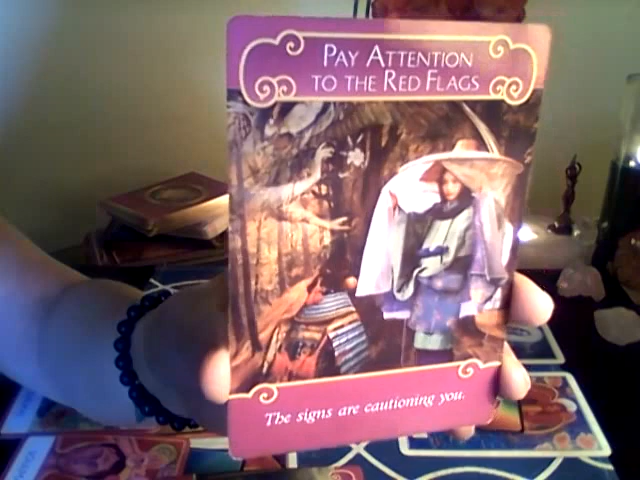 PAY ATTENTION
TO THE RED FLAGS
The signs are cautioning you.